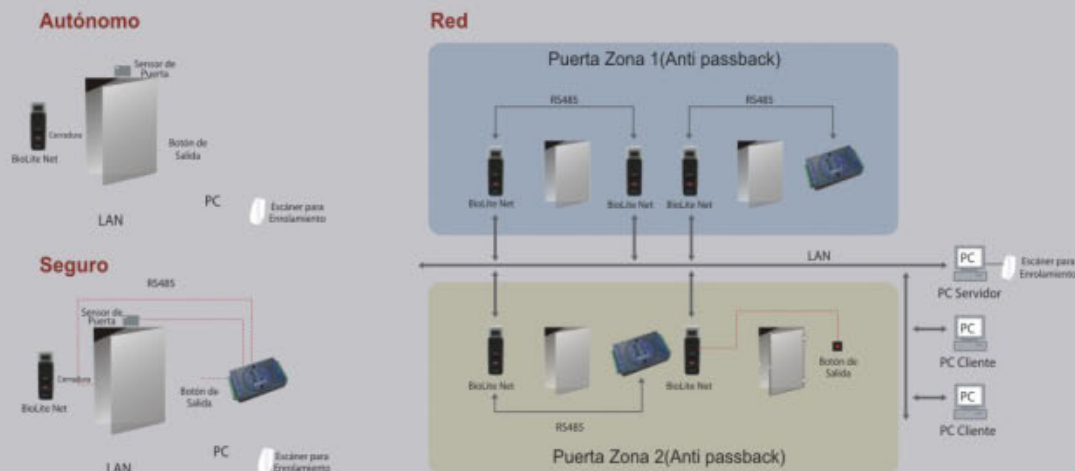 Autónomo
Sensor de
Puerta
Cerradura
BioLite Net
Botón de
Salida
PC
LAN
Escáner para
Enrolamiento
Seguro
RS485
Sensor de
Puerta
Cerradura
BioLite Net
Botón de
Salida
PC
LAN
Escáner para
Enrolamiento
Red
Puerta Zona 1(Anti passback)
RS485
RS485
BioLite Net
BioLite Net
BioLite Net
LAN
PC
Escáner para
Enrolamiento
PC Servidor
PC
PC Cliente
PC
PC Cliente
BioLite Net
BioLite Net
Botón de
Salida
RS485
Puerta Zona 2(Anti passback)